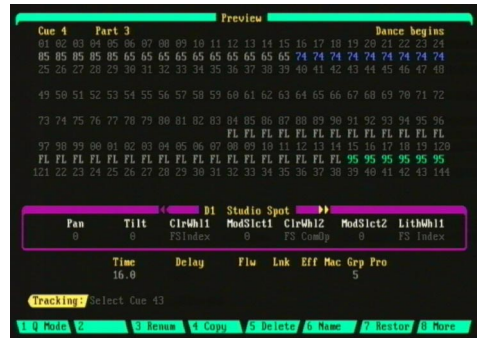 Preview
Cue 4 Part 3 Dance begins
01 02 03 04 05 06 07 08 09 10 11 12 13 14 15 16 17 18 19 20 21 22 23 24
85 85 85 85 85 65 65 65 65 65 65 65 65 65 65 74 74 74 74 74 74 74 74 74
25 26 27 28 29 30 31 32 33 34 35 36 37 38 39 40 41 42 43 44 45 46 47 48
49 50 51 52 53 54 55 56 57 58 59 60 61 62 63 64 65 66 67 68 69 70 71 72
73 74 75 76 77 78 79 80 81 82 83 84 85 86 87 88 89 90 91 92 93 94 95 96
FL FL FL FL FL FL FL FL FL FL FL FL FL
97 98 99 00 01 02 03 04 05 06 07 08 09 10 11 12 13 14 15 16 17 18 19 120
FL FL FL FL FL FL FL FL FL FL FL FL FL FL FL FL FL FL 95 95 95 95 95 95
121 22 23 24 25 26 27 28 29 30 31 32 33 34 35 36 37 38 39 40 41 42 43 144
D1 Studio Spot
Pan Tilt ClrWhl1 ModSlct1 ClrWhl2 ModSlct2 LithWhl1
0 0 FSIndex 0 FS ComOp 0 FS Index
Time Delay Flw Lnk Eff Mac Grp Pro
16.0 5
Tracking: Select Cue 43
1 Q Mode 2 3 Renum 4 Copy 5 Delete 6 Name 7 Restor 8 More